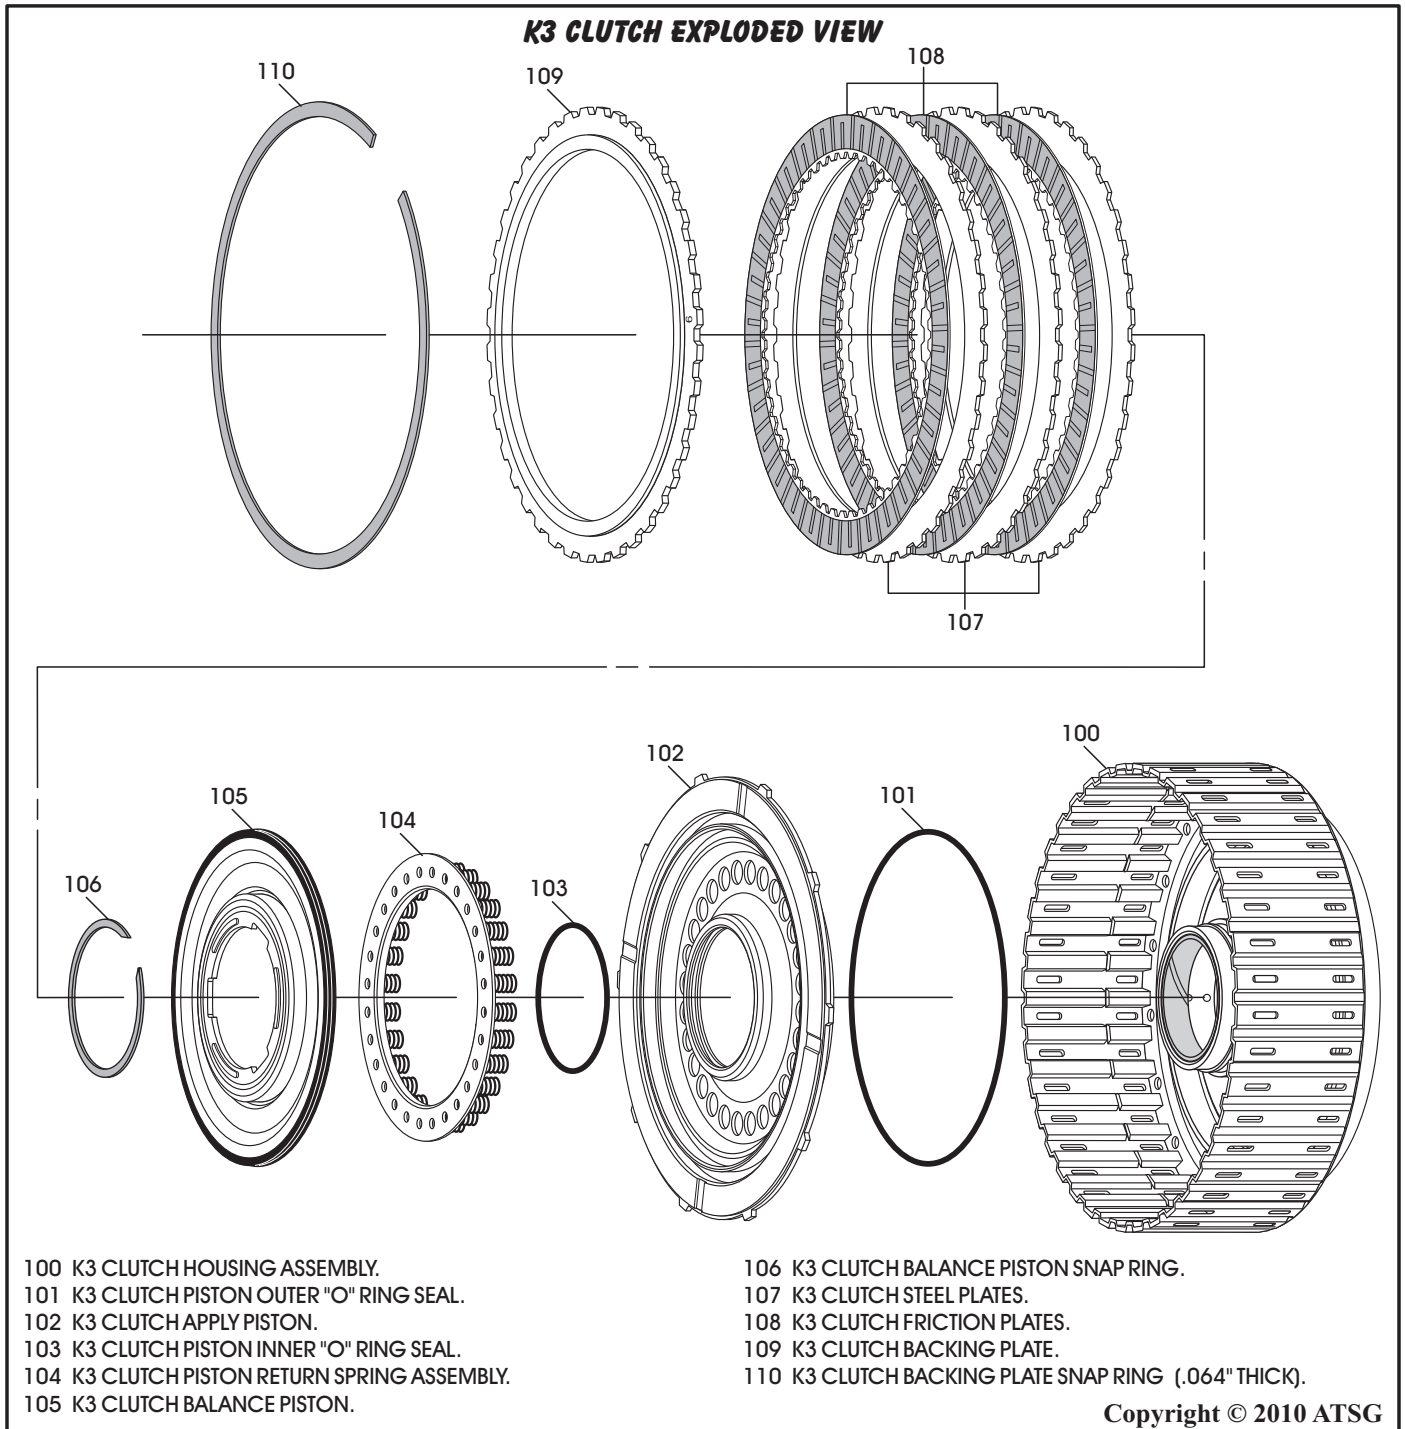 K3 CLUTCH EXPLODED VIEW
110
109
108
107
100
102
101
105
104
103
106
9
100 K3 CLUTCH HOUSING ASSEMBLY.
101 K3 CLUTCH PISTON OUTER "O" RING SEAL.
102 K3 CLUTCH APPLY PISTON.
103 K3 CLUTCH PISTON INNER "O" RING SEAL.
104 K3 CLUTCH PISTON RETURN SPRING ASSEMBLY.
105 K3 CLUTCH BALANCE PISTON.
106 K3 CLUTCH BALANCE PISTON SNAP RING.
107 K3 CLUTCH STEEL PLATES.
108 K3 CLUTCH FRICTION PLATES.
109 K3 CLUTCH BACKING PLATE.
110 K3 CLUTCH BACKING PLATE SNAP RING (.064" THICK).
Copyright © 2010 ATSG